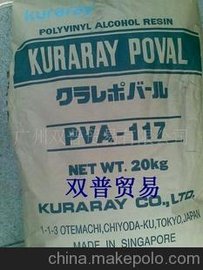 kuraray
POLYVINYL ALCOHOL RESIN
KURARAY POVAL
クラレポバール
PVA-117
NET WT. 20kg
双普贸易
KURARAY CO., LTD.
1-1-3 OTEMACHI, CHIYODA-KU, TOKYO, JAPAN
MADE IN SINGAPORE
china.makepolo.com